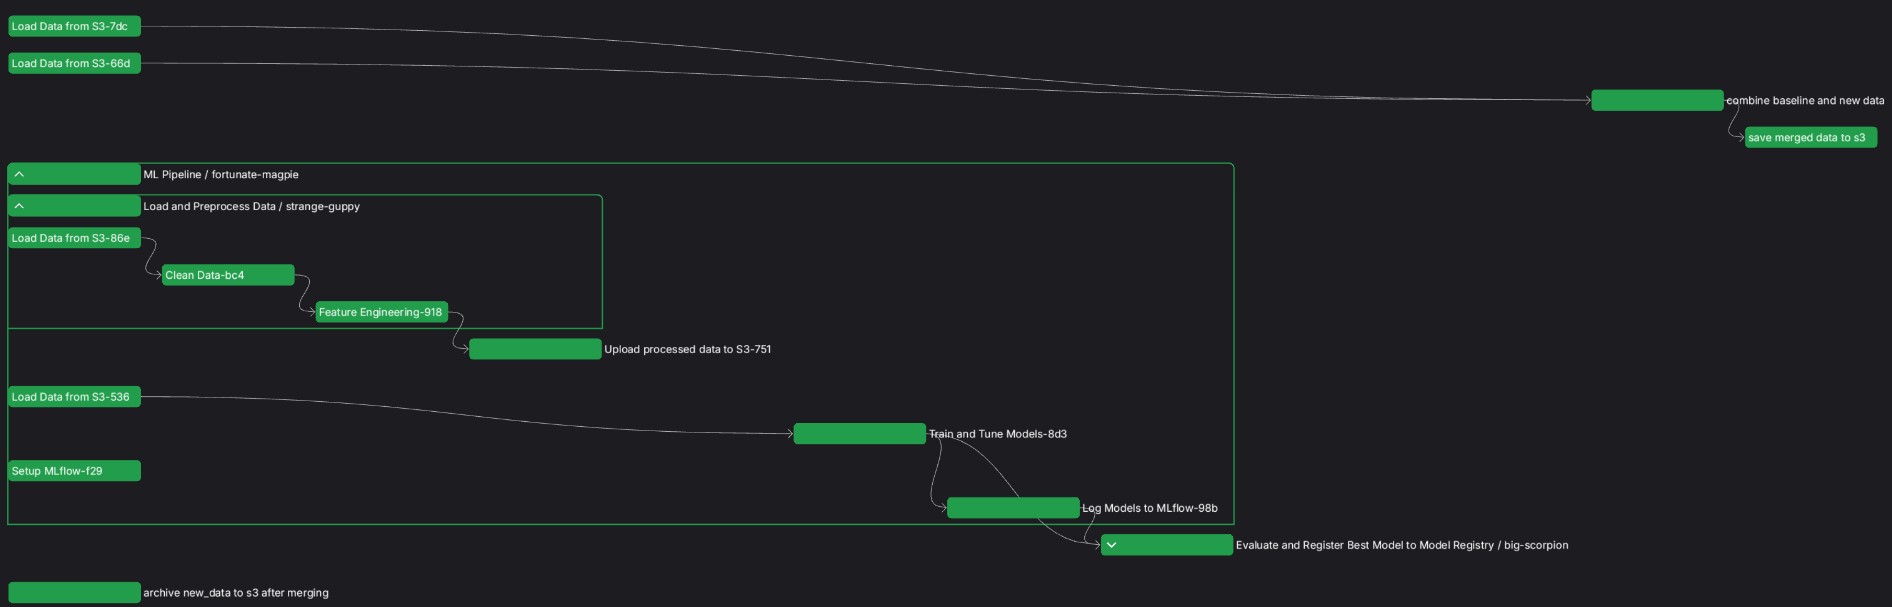 Load Data from S3-7dc
Load Data from S3-66d
combine baseline and new data
save merged data to s3
ML Pipeline / fortunate-magpie
Load and Preprocess Data / strange-guppy
Load Data from S3-86e
Clean Data-bc4
Feature Engineering-918
Upload processed data to S3-751
Load Data from S3-536
Train and Tune Models-8d3
Setup MLflow-f29
Log Models to MLflow-98b
Evaluate and Register Best Model to Model Registry / big-scorpion
archive new_data to s3 after merging